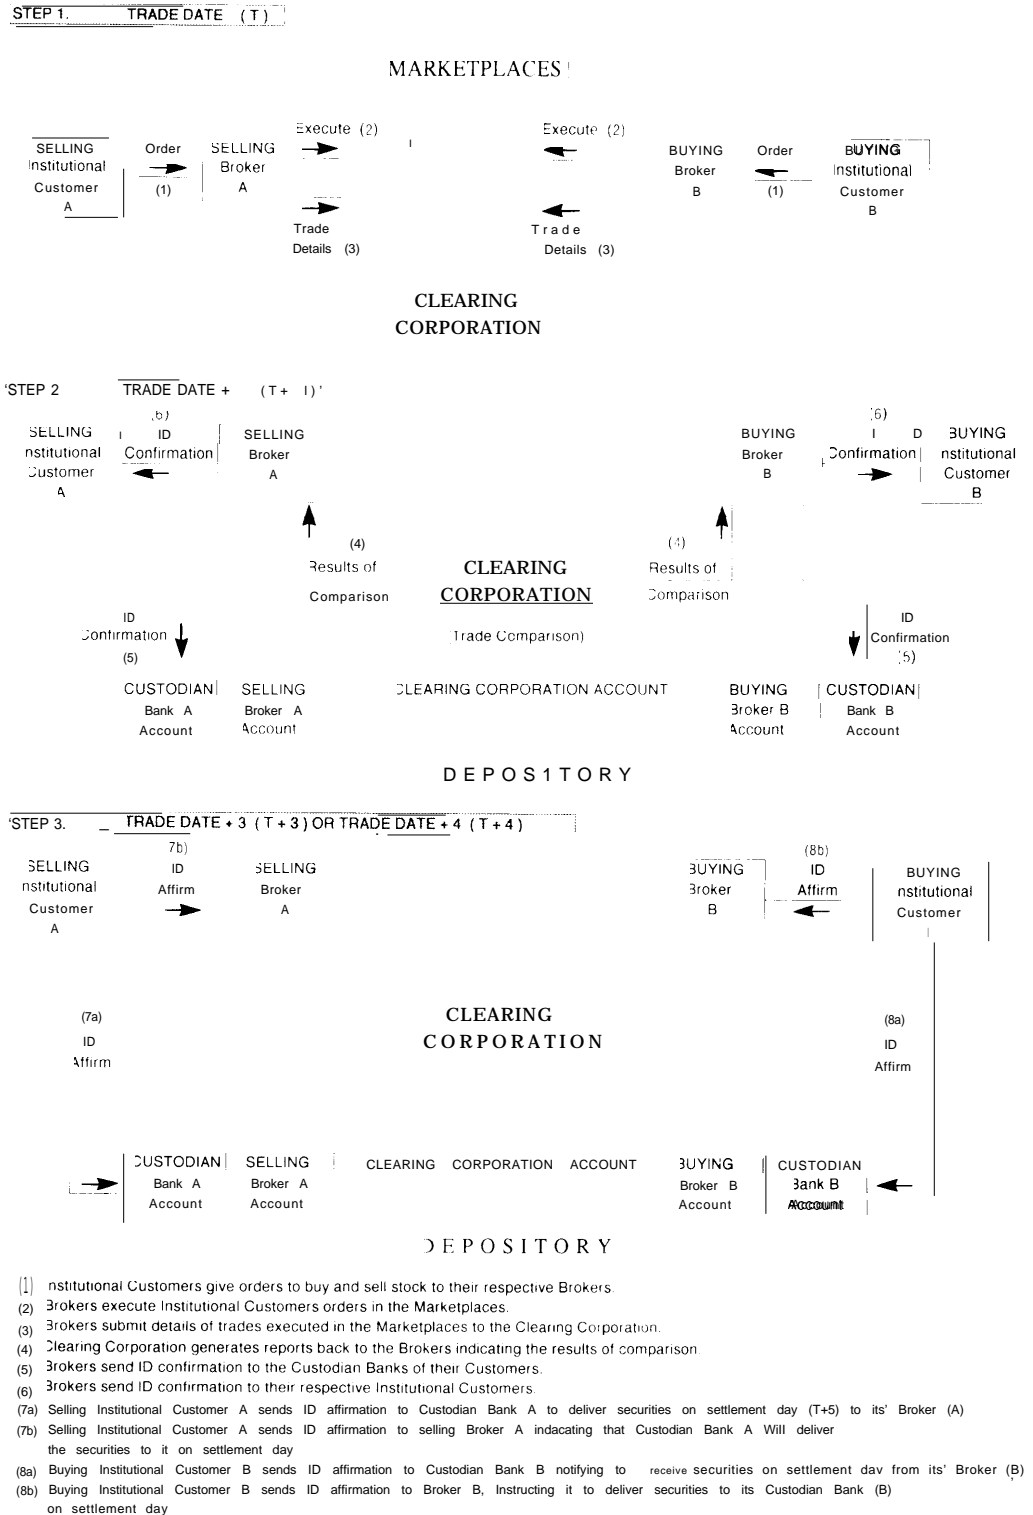 STEP 1. TRADE DATE (T)
MARKETPLACES
Execute (2) Execute (2)
SELLING Order SELLING BUYING Order BUYING
Institutional Broker Broker Institutional
Customer (1) A B (1) Customer
A B
Trade Trade
Details (3) Details (3)
CLEARING
CORPORATION
'STEP 2 TRADE DATE + (T+ I)'
(6) (6)
SELLING ID SELLING BUYING I D BUYING
nstitutional Confirmation Broker Broker Confirmation nstitutional
Customer A B Customer
A B
(4) (4)
Results of CLEARING Results of
Comparison CORPORATION Comparison
ID (Trade Comparison) ID
Confirmation Confirmation
(5) (5)
CUSTODIAN SELLING CLEARING CORPORATION ACCOUNT BUYING CUSTODIAN
Bank A Broker A Broker B Bank B
Account Account Account Account
DEPOS1TORY
'STEP 3. TRADE DATE + 3 (T+3) OR TRADE DATE + 4 (T+4)
7b) (8b)
SELLING ID SELLING BUYING ID BUYING
nstitutional Affirm Broker Broker Affirm nstitutional
Customer A B Customer
A
(7a) CLEARING (8a)
ID CORPORATION ID
Affirm Affirm
CUSTODIAN SELLING CLEARING CORPORATION ACCOUNT BUYING CUSTODIAN
Bank A Broker A Broker B Bank B
Account Account Account Account
DEPOSITORY
(1) nstitutional Customers give orders to buy and sell stock to their respective Brokers.
(2) Brokers execute Institutional Customers orders in the Marketplaces.
(3) Brokers submit details of trades executed in the Marketplaces to the Clearing Corporation.
(4) Clearing Corporation generates reports back to the Brokers indicating the results of comparison
(5) Brokers send ID confirmation to the Custodian Banks of their Customers.
(6) Brokers send ID confirmation to their respective Institutional Customers.
(7a) Selling Institutional Customer A sends ID affirmation to Custodian Bank A to deliver securities on settlement day (T+5) to its' Broker (A)
(7b) Selling Institutional Customer A sends ID affirmation to selling Broker A indacating that Custodian Bank A Will deliver
the securities to it on settlement day
(8a) Buying Institutional Customer B sends ID affirmation to Custodian Bank B notifying to receive securities on settlement dav from its' Broker (B)
(8b) Buying Institutional Customer B sends ID affirmation to Broker B, Instructing it to deliver securities to its Custodian Bank (B)
on settlement day